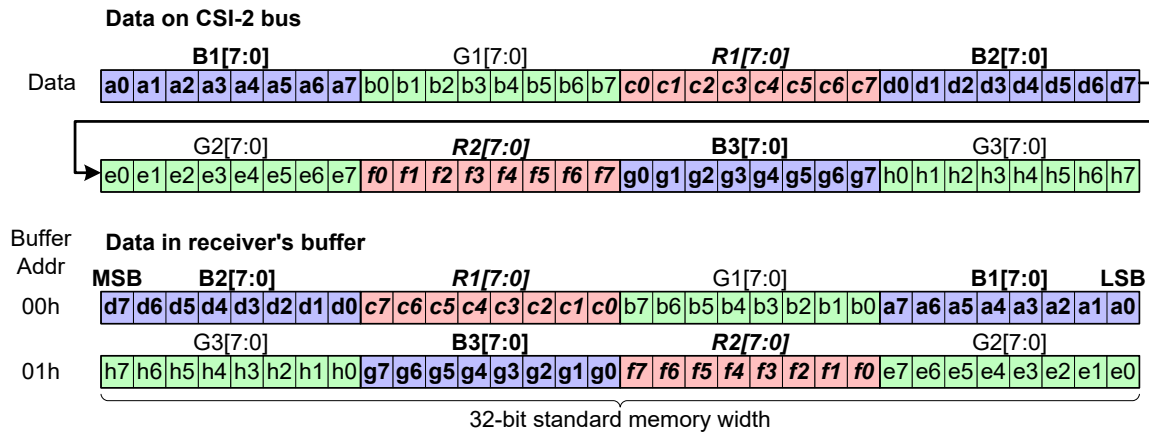 Data on CSI-2 bus
B1[7:0] G1[7:0] R1[7:0] B2[7:0]
Data a0 a1 a2 a3 a4 a5 a6 a7 b0 b1 b2 b3 b4 b5 b6 b7 c0 c1 c2 c3 c4 c5 c6 c7 d0 d1 d2 d3 d4 d5 d6 d7
G2[7:0] R2[7:0] B3[7:0] G3[7:0]
e0 e1 e2 e3 e4 e5 e6 e7 f0 f1 f2 f3 f4 f5 f6 f7 g0 g1 g2 g3 g4 g5 g6 g7 h0 h1 h2 h3 h4 h5 h6 h7
Buffer Addr
Data in receiver's buffer
MSB B2[7:0] R1[7:0] G1[7:0] B1[7:0] LSB
00h d7 d6 d5 d4 d3 d2 d1 d0 c7 c6 c5 c4 c3 c2 c1 c0 b7 b6 b5 b4 b3 b2 b1 b0 a7 a6 a5 a4 a3 a2 a1 a0
G3[7:0] B3[7:0] R2[7:0] G2[7:0]
01h h7 h6 h5 h4 h3 h2 h1 h0 g7 g6 g5 g4 g3 g2 g1 g0 f7 f6 f5 f4 f3 f2 f1 f0 e7 e6 e5 e4 e3 e2 e1 e0
32-bit standard memory width